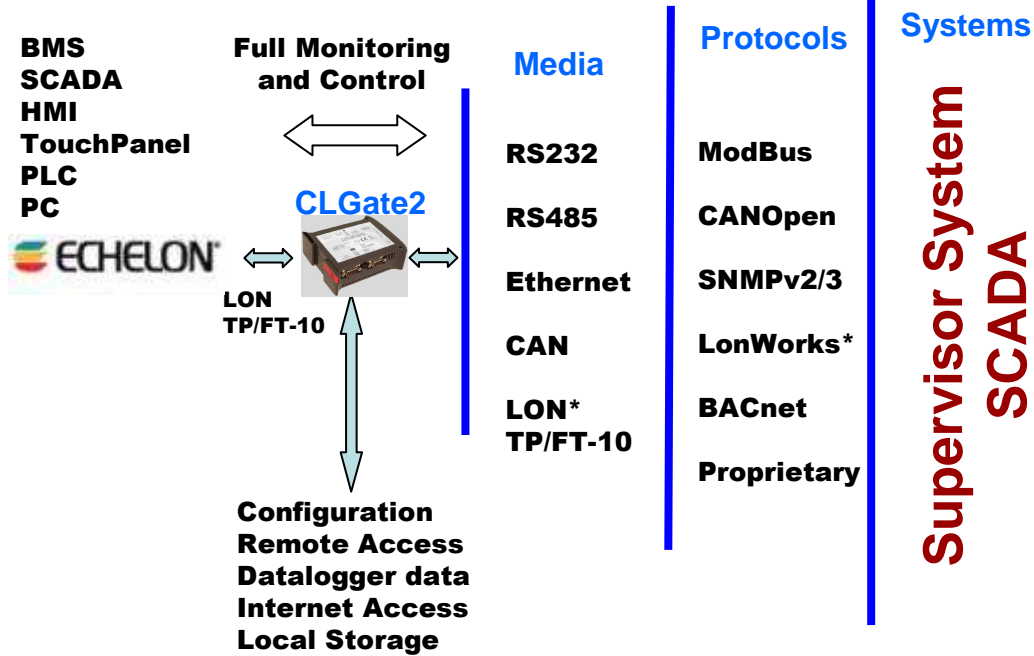 BMS
SCADA
HMI
TouchPanel
PLC
PC
ECHELON
Full Monitoring
and Control
CLGate2
LON
TP/FT-10
Configuration
Remote Access
Datalogger data
Internet Access
Local Storage
Media
RS232
RS485
Ethernet
CAN
LON*
TP/FT-10
Protocols
ModBus
CANOpen
SNMPv2/3
LonWorks*
BACnet
Proprietary
Systems
Supervisor System
SCADA